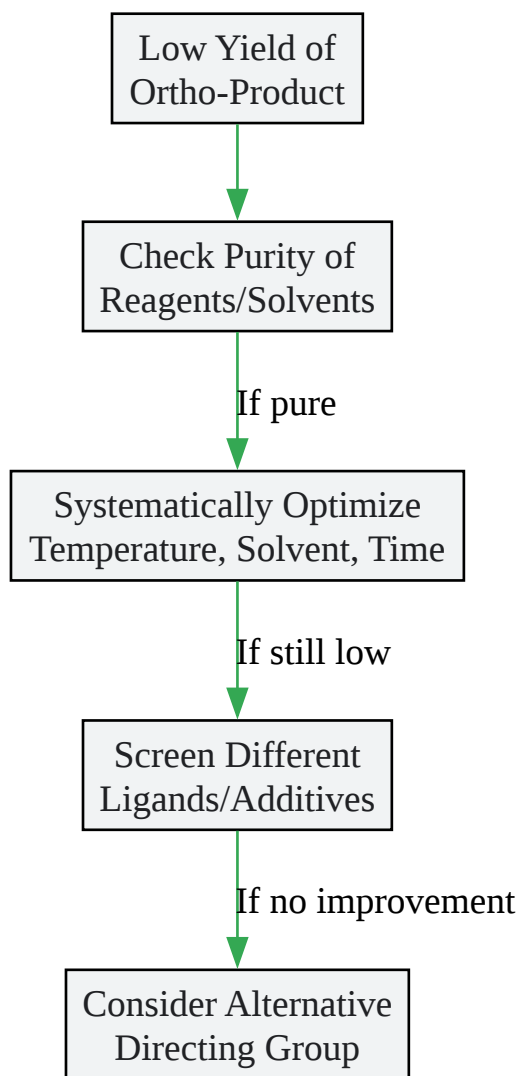 Low Yield of
Ortho-Product
Check Purity of
Reagents/Solvents
If pure
Systematically Optimize
Temperature, Solvent, Time
If still low
Screen Different
Ligands/Additives
If no improvement
Consider Alternative
Directing Group